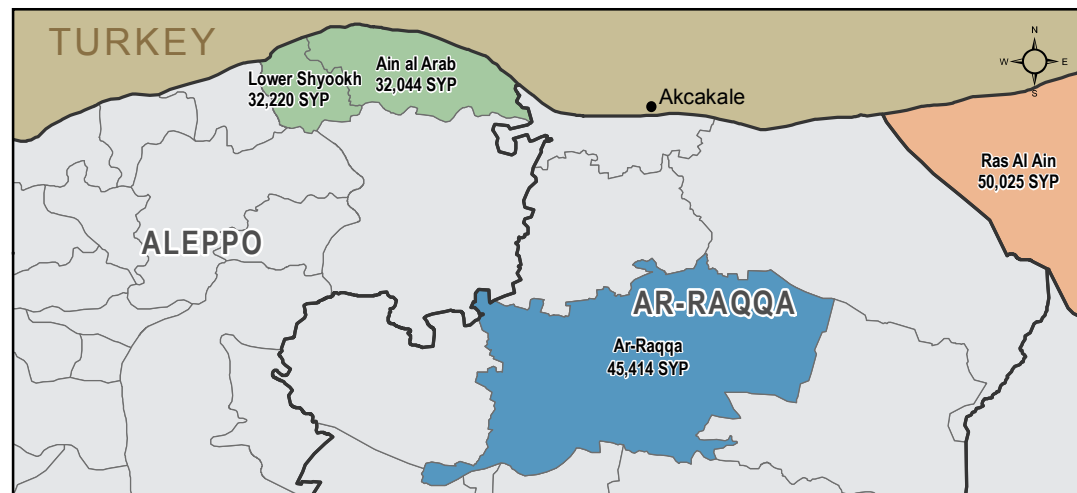 TURKEY
N
W E
S
Lower Shyookh
32,220 SYP
Ain al Arab
32,044 SYP
Akcakale
Ras Al Ain
50,025 SYP
ALEPPO
AR-RAQQA
Ar-Raqqa
45,414 SYP